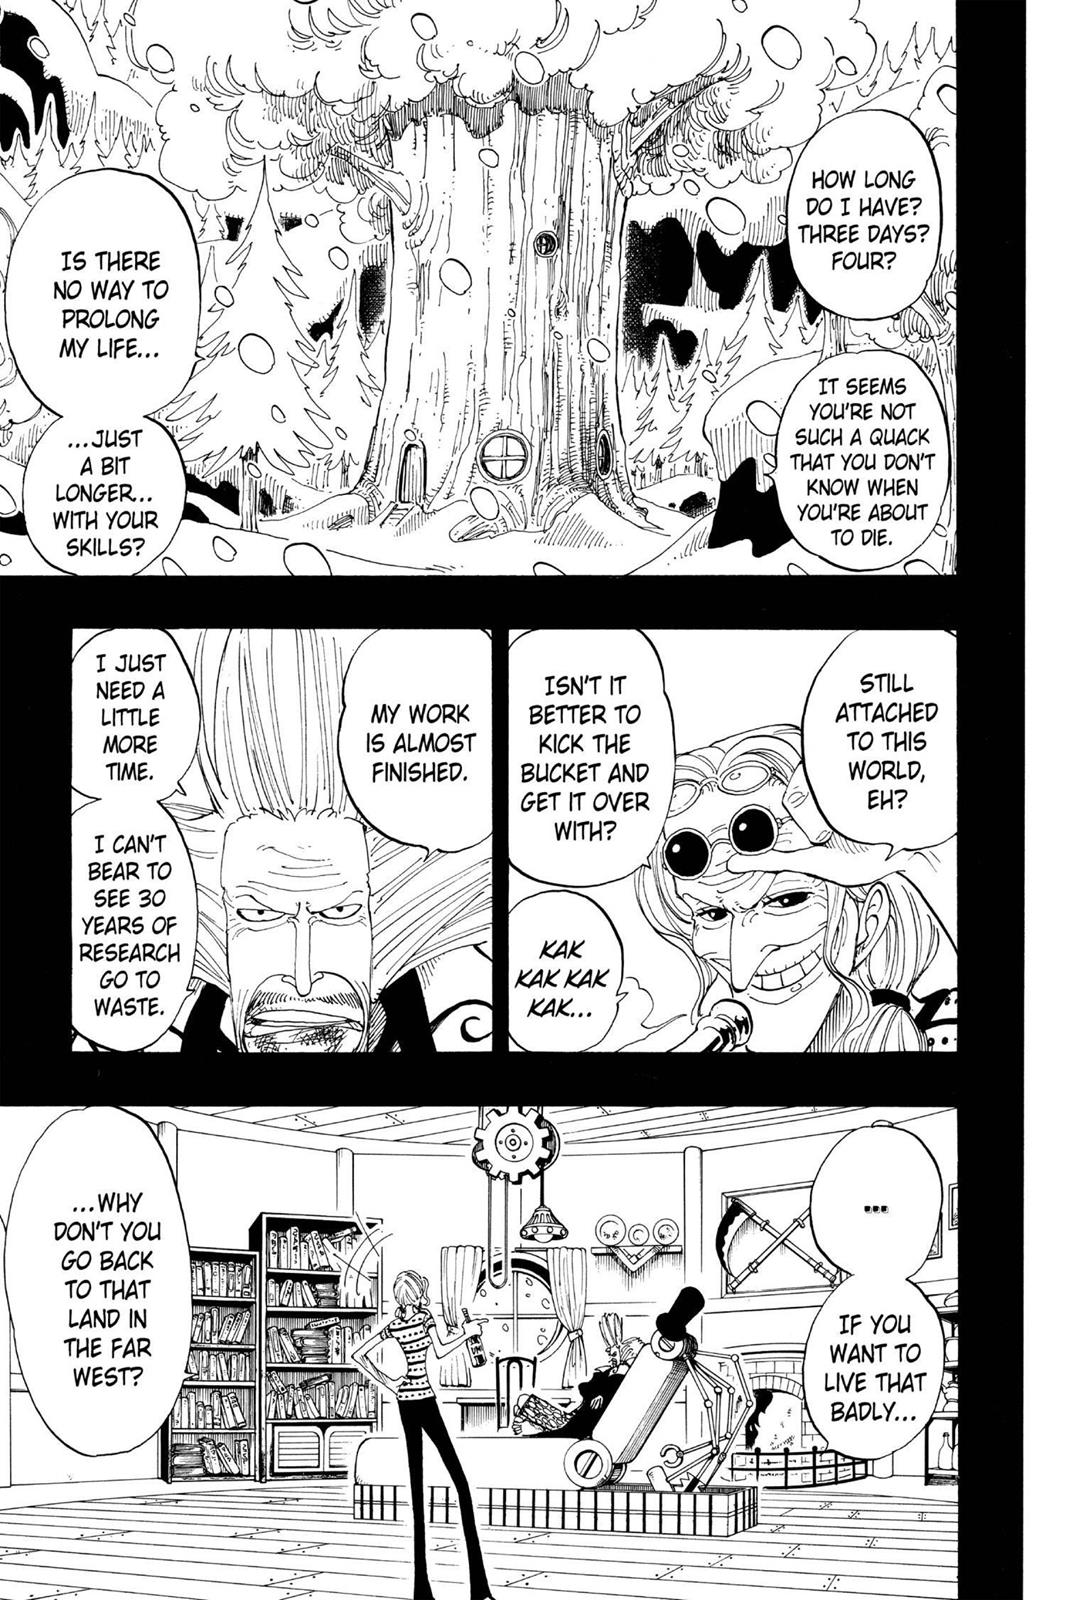 HOW LONG
DO I HAVE?
THREE DAYS?
FOUR?
IT SEEMS
YOU'RE NOT
SUCH A QUACK
THAT YOU DON'T
KNOW WHEN
YOU'RE ABOUT
TO DIE.
IS THERE
NO WAY TO
PROLONG
MY LIFE...
...JUST
A BIT
LONGER...
WITH YOUR
SKILLS?
STILL
ATTACHED
TO THIS
WORLD,
EH?
ISN'T IT
BETTER TO
KICK THE
BUCKET AND
GET IT OVER
WITH?
KAK
KAK KAK
KAK...
MY WORK
IS ALMOST
FINISHED.
I JUST
NEED A
LITTLE
MORE
TIME.
I CAN'T
BEAR TO
SEE 30
YEARS OF
RESEARCH
GO TO
WASTE.
...
IF YOU
WANT TO
LIVE THAT
BADLY...
...WHY
DON'T YOU
GO BACK
TO THAT
LAND IN
THE FAR
WEST?